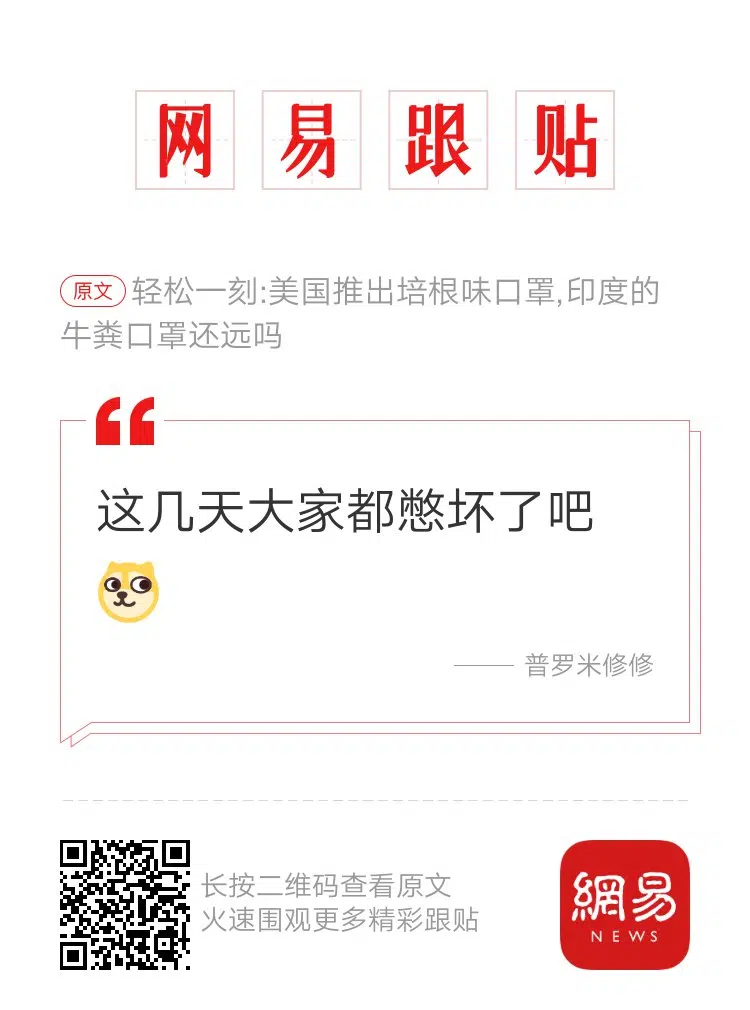 网易跟贴
原文 轻松一刻:美国推出培根味口罩,印度的
牛粪口罩还远吗
这几天大家都憋坏了吧
—— 普罗米修修
长按二维码查看原文
火速围观更多精彩跟贴
網易
NEWS